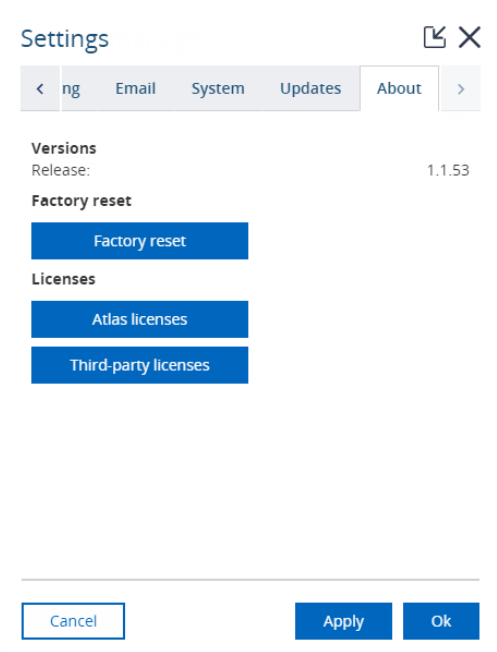 Settings
ng Email System Updates About
Versions
Release: 1.1.53
Factory reset
Factory reset
Licenses
Atlas licenses
Third-party licenses
Cancel Apply Ok